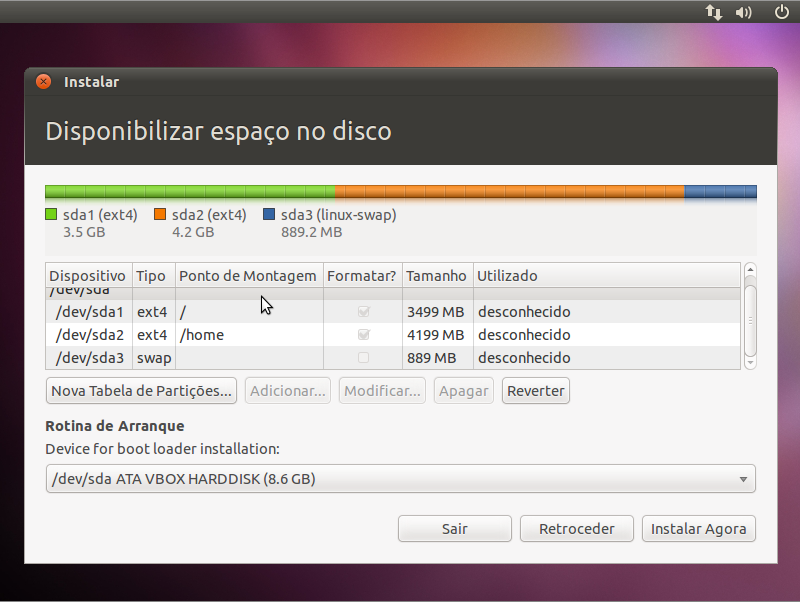 Instalar
Disponibilizar espaço no disco
sda1 (ext4) sda2 (ext4) sda3 (linux-swap)
3.5 GB 4.2 GB 889.2 MB
Dispositivo Tipo Ponto de Montagem Formatar? Tamanho Utilizado
/dev/sda
/dev/sda1 ext4 / 3499 MB desconhecido
/dev/sda2 ext4 /home 4199 MB desconhecido
/dev/sda3 swap 889 MB desconhecido
Nova Tabela de Partições... Adicionar... Modificar... Apagar Reverter
Rotina de Arranque
Device for boot loader installation:
/dev/sda ATA VBOX HARDDISK (8.6 GB)
Sair Retroceder Instalar Agora